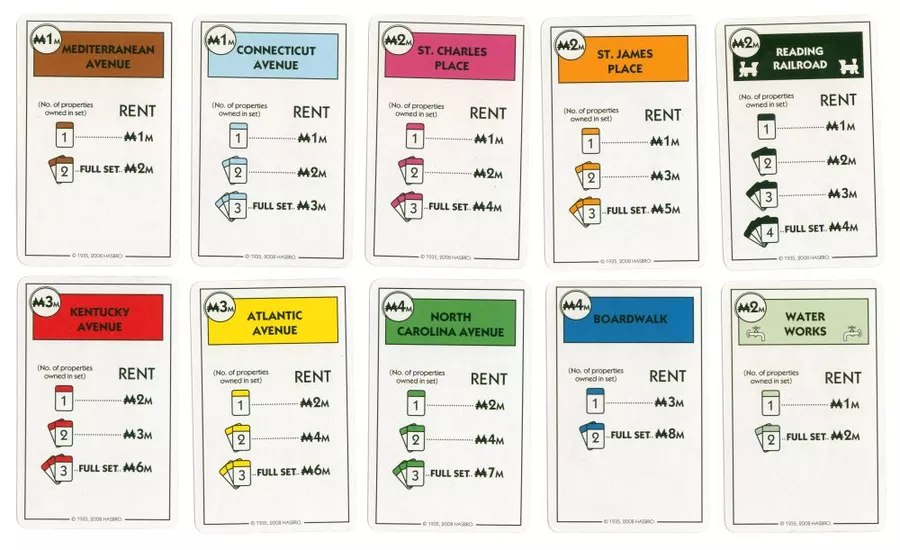 ₩1M
MEDITERRANEAN
AVENUE
(No. of properties
owned in set)
RENT
1 ₩1M
2 FULL SET ₩2M
© 1935, 2008 HASBRO
₩1M
CONNECTICUT
AVENUE
(No. of properties
owned in set)
RENT
1 ₩1M
2 ₩2M
3 FULL SET ₩3M
© 1935, 2008 HASBRO
₩2M
ST. CHARLES
PLACE
(No. of properties
owned in set)
RENT
1 ₩1M
2 ₩2M
3 FULL SET ₩4M
© 1935, 2008 HASBRO
₩2M
ST. JAMES
PLACE
(No. of properties
owned in set)
RENT
1 ₩1M
2 ₩3M
3 FULL SET ₩5M
© 1935, 2008 HASBRO
₩2M
READING
RAILROAD
(No. of properties
owned in set)
RENT
1 ₩1M
2 ₩2M
3 ₩3M
4 FULL SET ₩4M
© 1935, 2008 HASBRO
₩3M
KENTUCKY
AVENUE
(No. of properties
owned in set)
RENT
1 ₩2M
2 ₩3M
3 FULL SET ₩6M
© 1935, 2008 HASBRO
₩3M
ATLANTIC
AVENUE
(No. of properties
owned in set)
RENT
1 ₩2M
2 ₩4M
3 FULL SET ₩6M
© 1935, 2008 HASBRO
₩4M
NORTH
CAROLINA AVENUE
(No. of properties
owned in set)
RENT
1 ₩2M
2 ₩4M
3 FULL SET ₩7M
© 1935, 2008 HASBRO
₩4M
BOARDWALK
(No. of properties
owned in set)
RENT
1 ₩3M
2 FULL SET ₩8M
© 1935, 2008 HASBRO
₩2M
WATER
WORKS
(No. of properties
owned in set)
RENT
1 ₩1M
2 FULL SET ₩2M
© 1935, 2008 HASBRO